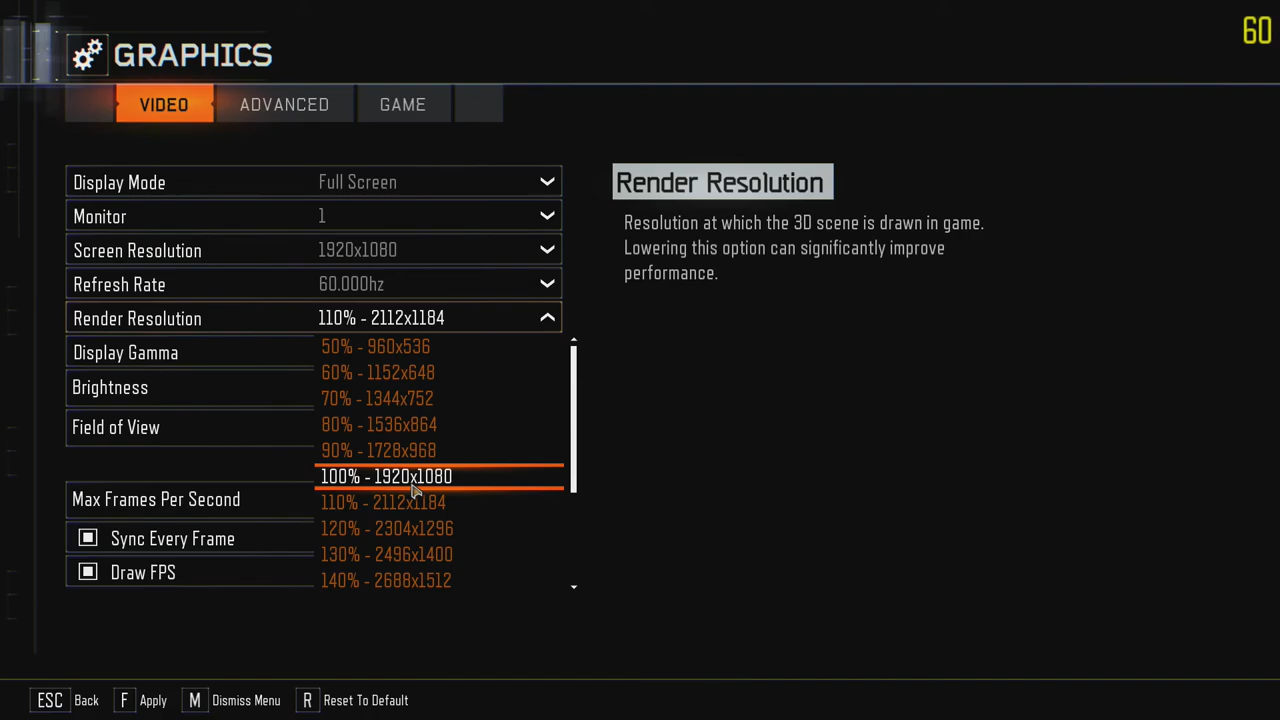 60
GRAPHICS
VIDEO ADVANCED GAME
Display Mode Full Screen
Monitor 1
Screen Resolution 1920x1080
Refresh Rate 60.000hz
Render Resolution 110% - 2112x1184
Display Gamma
Brightness
Field of View
50% - 960x536
60% - 1152x648
70% - 1344x752
80% - 1536x864
90% - 1728x968
100% - 1920x1080
110% - 2112x1184
120% - 2304x1296
130% - 2496x1400
140% - 2688x1512
Max Frames Per Second
Sync Every Frame
Draw FPS
Render Resolution
Resolution at which the 3D scene is drawn in game.
Lowering this option can significantly improve
performance.
ESC Back F Apply M Dismiss Menu R Reset To Default